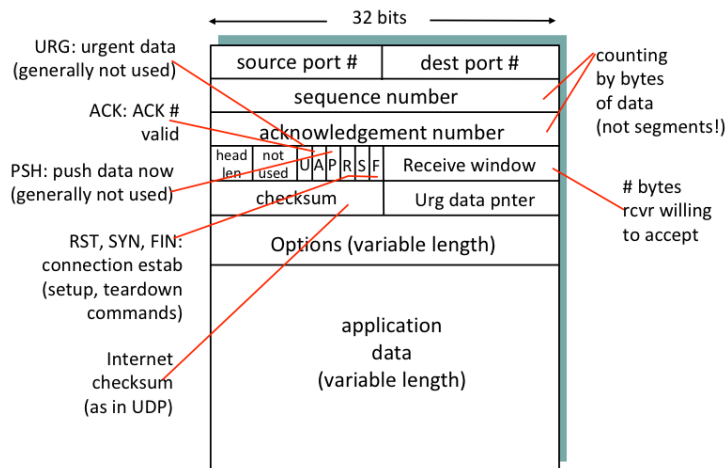 32 bits
URG: urgent data
(generally not used)
ACK: ACK #
valid
PSH: push data now
(generally not used)
RST, SYN, FIN:
connection estab
(setup, teardown
commands)
Internet
checksum
(as in UDP)
source port #
dest port #
sequence number
acknowledgement number
head
len
not
used
U
A
P
R
S
F
Receive window
checksum
Urg data pnter
Options (variable length)
application
data
(variable length)
counting
by bytes
of data
(not segments!)
# bytes
rcvr willing
to accept